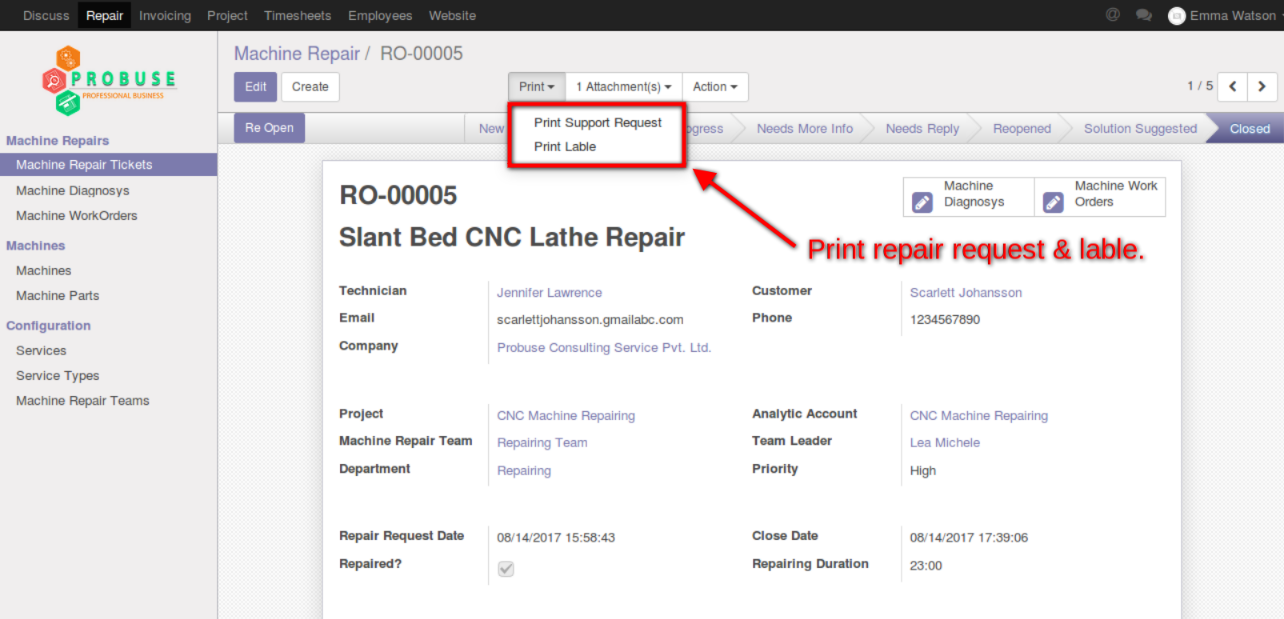 Discuss Repair Invoicing Project Timesheets Employees Website @ Emma Watson
PROBUSE
PROFESSIONAL BUSINESS
Machine Repair / RO-00005
Edit Create Print 1 Attachment(s) Action 1 / 5
Re Open New Needs More Info Needs Reply Reopened Solution Suggested Closed
Print Support Request
Print Lable
Machine Repairs
Machine Repair Tickets
Machine Diagnosys
Machine WorkOrders
Machines
Machines
Machine Parts
Configuration
Services
Service Types
Machine Repair Teams
RO-00005
Machine Diagnosys
Machine Work Orders
Slant Bed CNC Lathe Repair
Print repair request & lable.
Technician Jennifer Lawrence Customer Scarlett Johansson
Email scarlettjohansson.gmailabc.com Phone 1234567890
Company Probuse Consulting Service Pvt. Ltd.
Project CNC Machine Repairing Analytic Account CNC Machine Repairing
Machine Repair Team Repairing Team Team Leader Lea Michele
Department Repairing Priority High
Repair Request Date 08/14/2017 15:58:43 Close Date 08/14/2017 17:39:06
Repaired? Repairing Duration 23:00